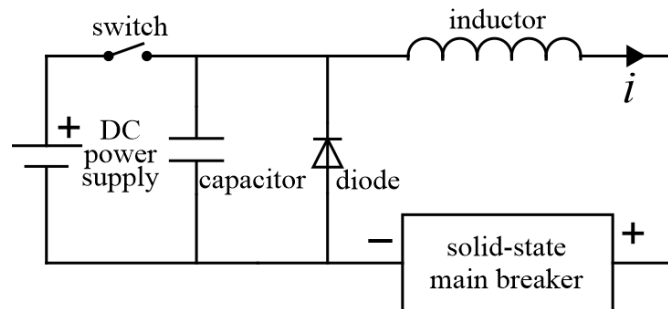 switch
inductor
i
+
DC
power
supply
capacitor
diode
−
solid-state
main breaker
+